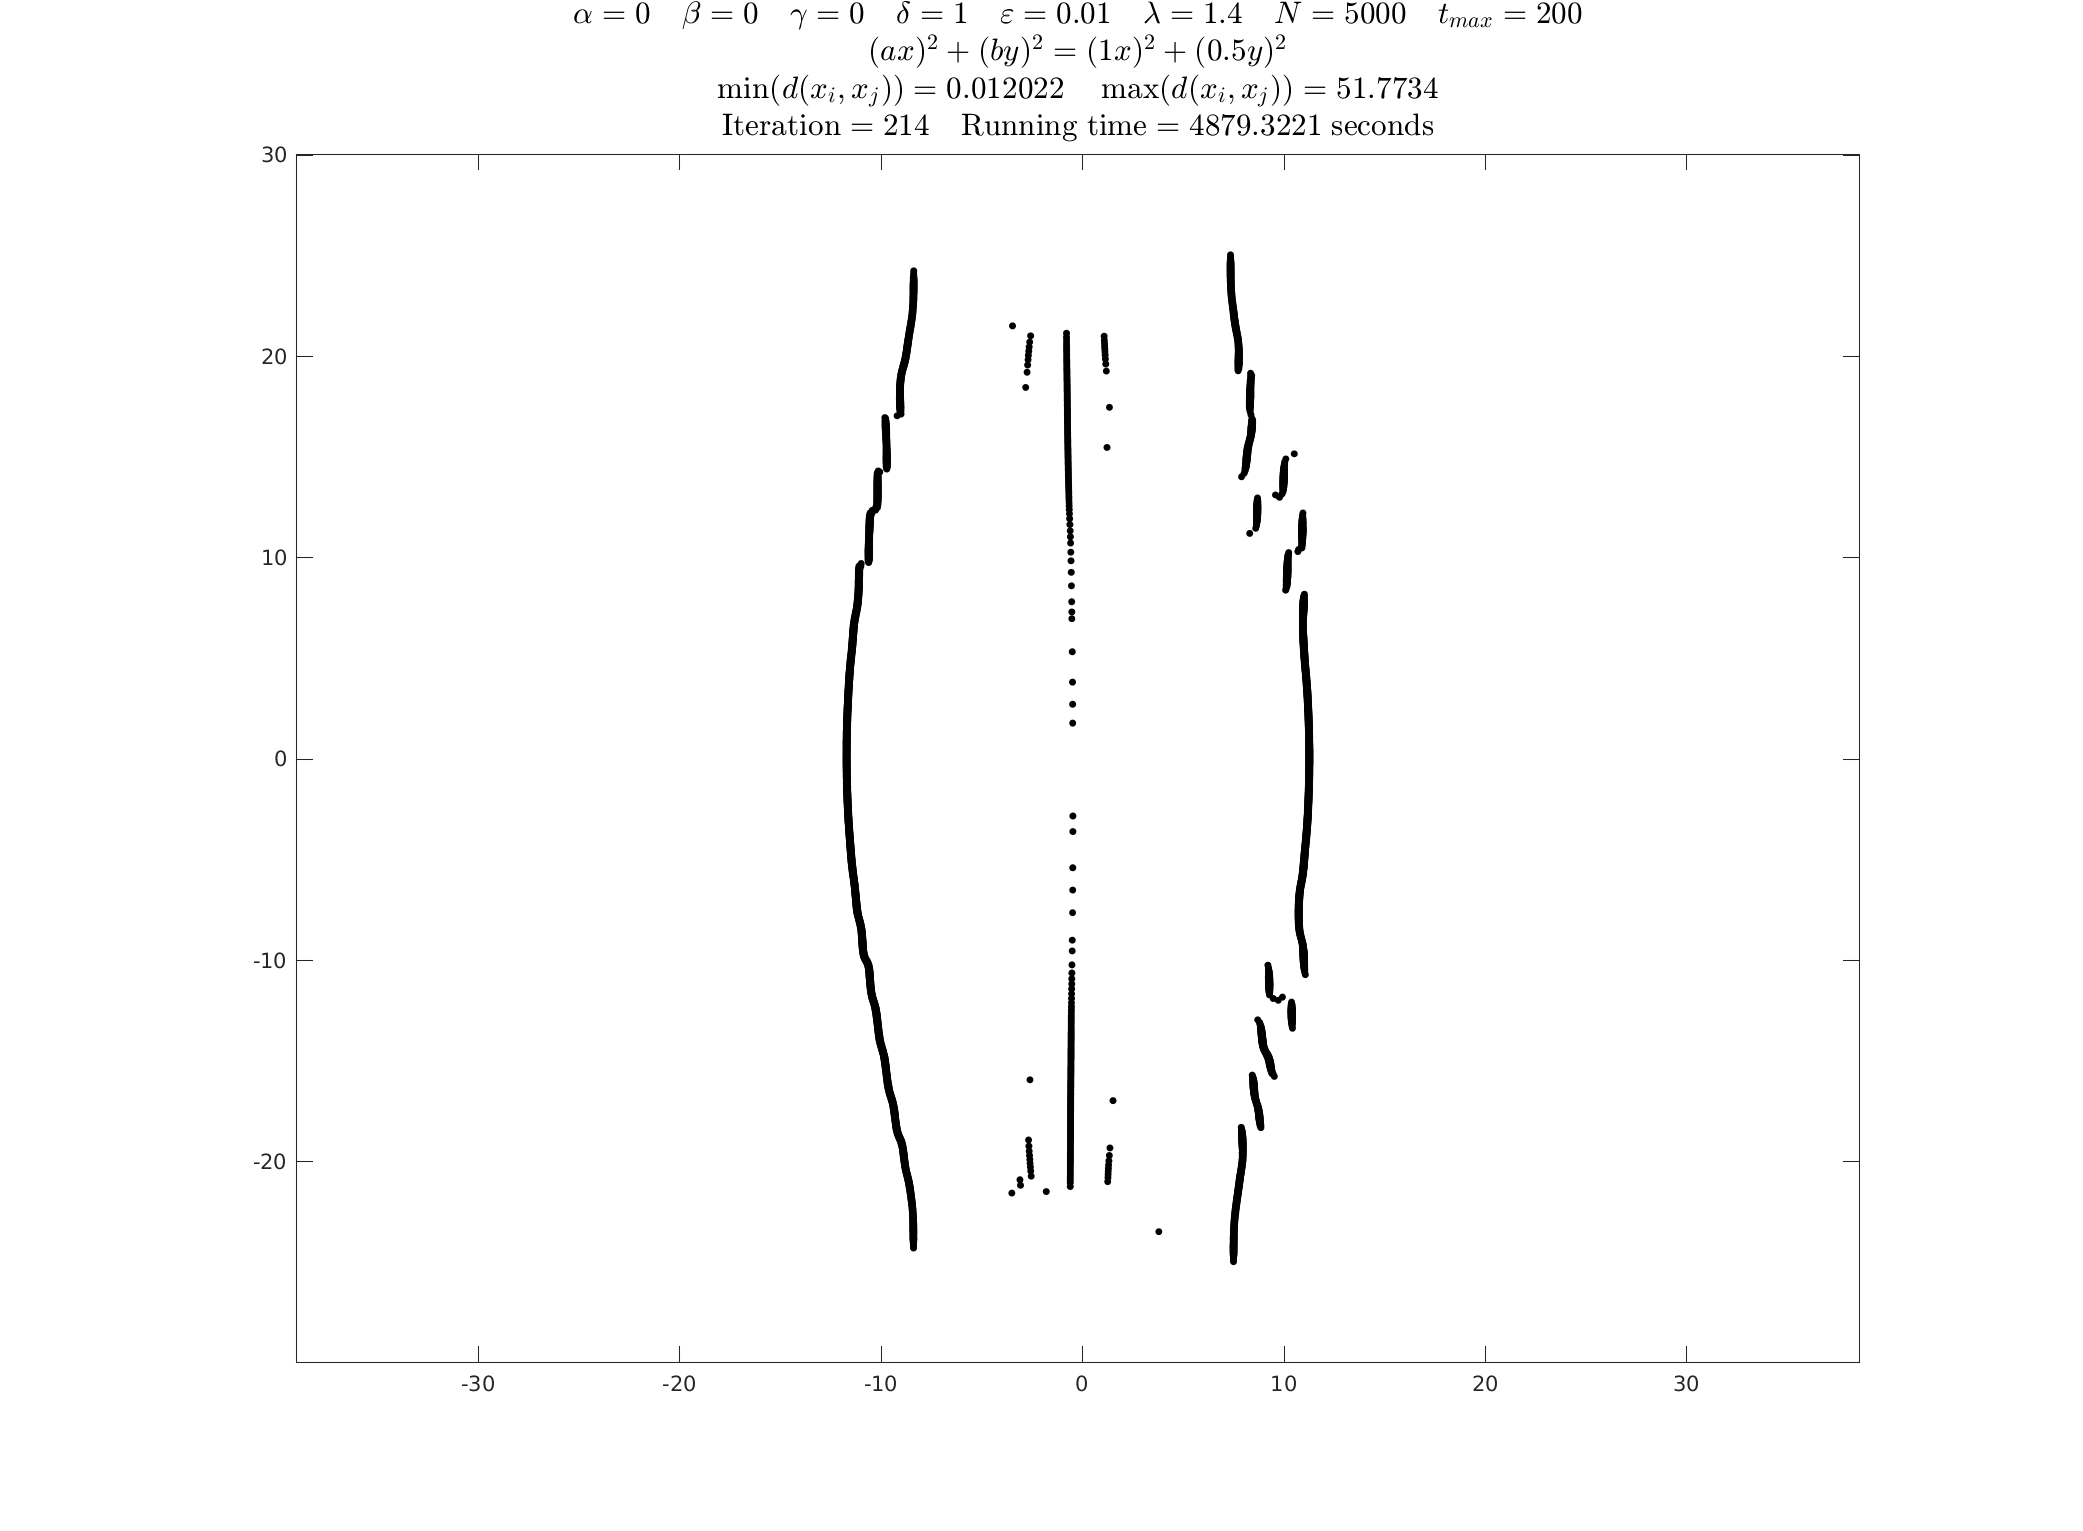 α = 0 β = 0 γ = 0 δ = 1 ε = 0.01 λ = 1.4 N = 5000 t_{max} = 200
(ax)² + (by)² = (1x)² + (0.5y)²
min(d(x_i, x_j)) = 0.012022 max(d(x_i, x_j)) = 51.7734
Iteration = 214 Running time = 4879.3221 seconds
30
20
10
0
-10
-20
-30 -20 -10 0 10 20 30